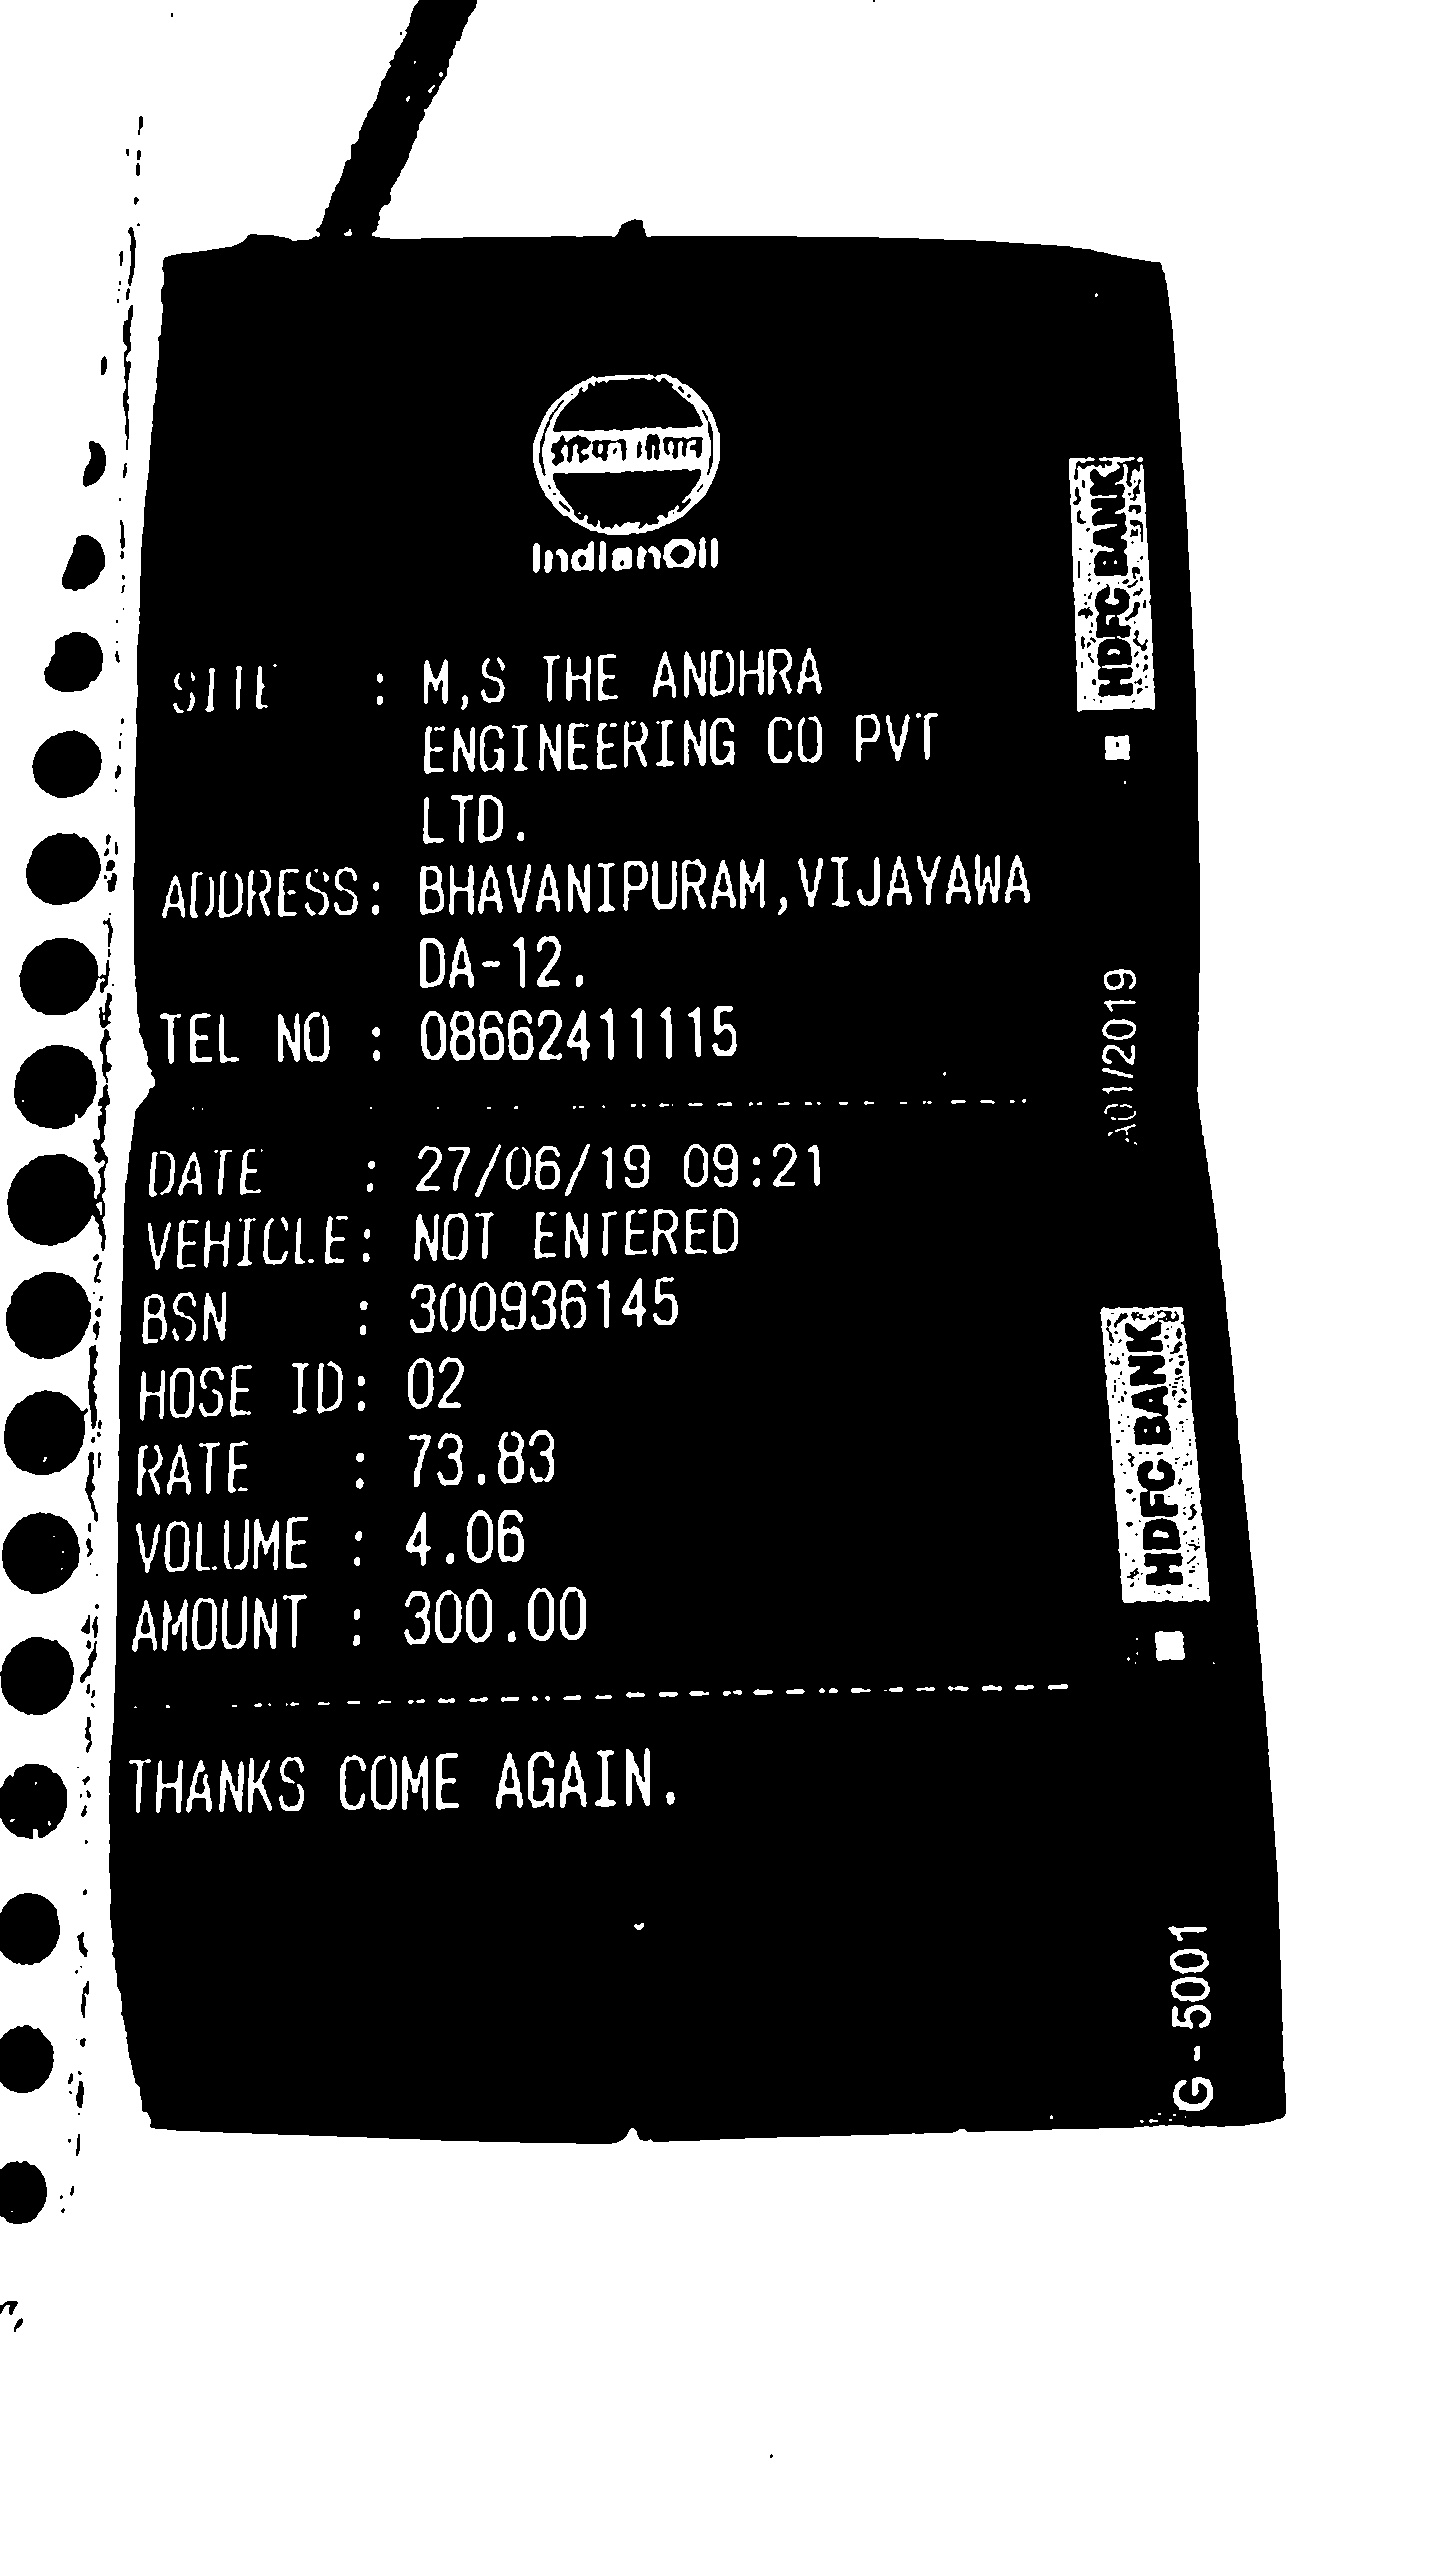 इंडियन ऑयल
IndianOil
SITE : M,S THE ANDHRA
ENGINEERING CO PVT
LTD.
ADDRESS: BHAVANIPURAM,VIJAYAWA
DA-12.
TEL NO : 08662411115
DATE : 27/06/19 09:21
VEHICLE: NOT ENTERED
BSN : 300936145
HOSE ID: 02
RATE : 73.83
VOLUME : 4.06
AMOUNT : 300.00
THANKS COME AGAIN.
HDFC BANK
A01/2019
HDFC BANK
G - 5001